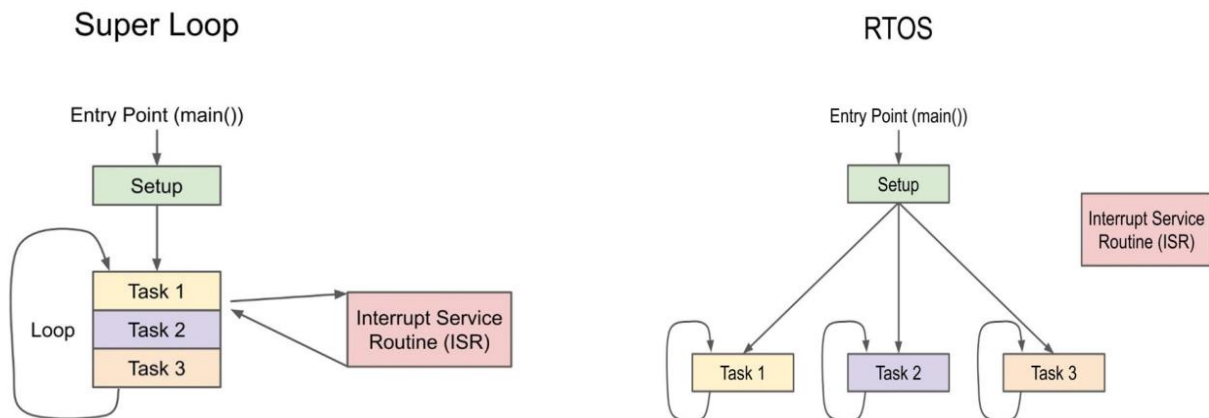 Super Loop
Entry Point (main())
Setup
Loop
Task 1
Task 2
Task 3
Interrupt Service
Routine (ISR)
RTOS
Entry Point (main())
Setup
Interrupt Service
Routine (ISR)
Task 1
Task 2
Task 3